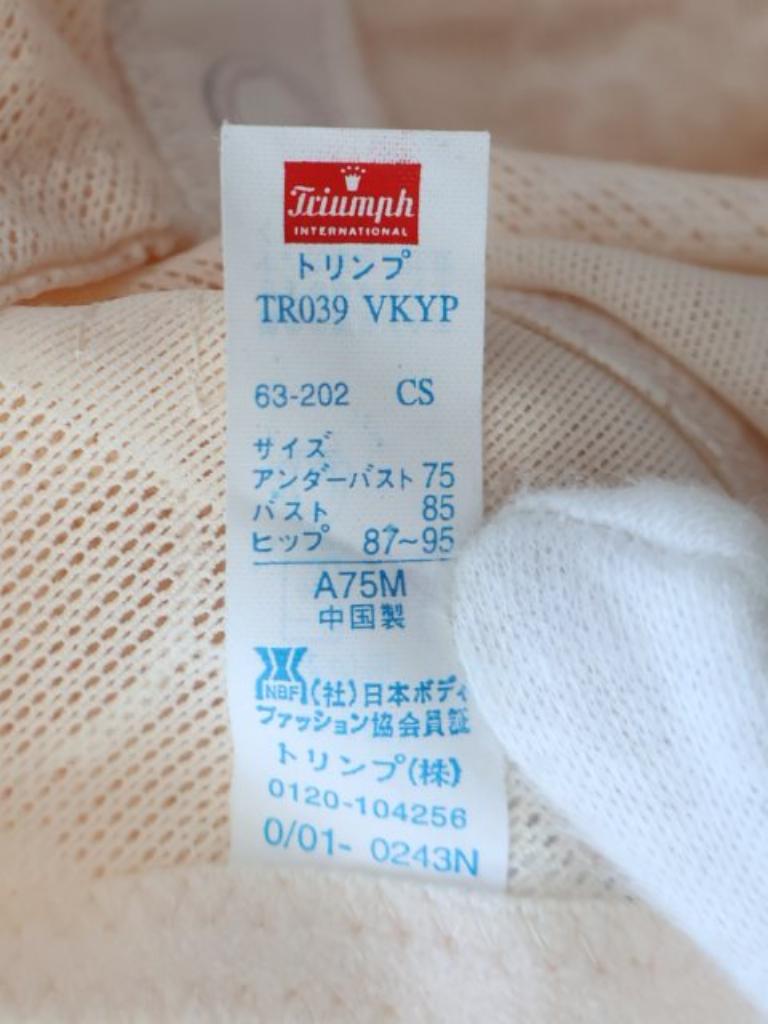 Triumph
INTERNATIONAL
トリンプ
TR039 VKYP
63-202 CS
サイズ
アンダーバスト 75
バスト 85
ヒップ 87~95
A75M
中国製
NBF (社)日本ボディ
ファッション協会員証
トリンプ(株)
0120-104256
0/01- 0243N